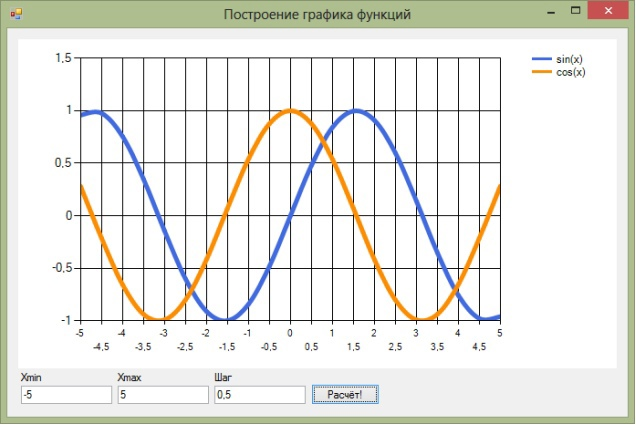 Построение графика функций
sin(x)
cos(x)
1,5
1
0,5
0
-0,5
-1
-5 -4 -3 -2 -1 0 1 2 3 4 5
-4,5 -3,5 -2,5 -1,5 -0,5 0,5 1,5 2,5 3,5 4,5
Xmin Xmax Шаг
-5 5 0,5 Расчёт!